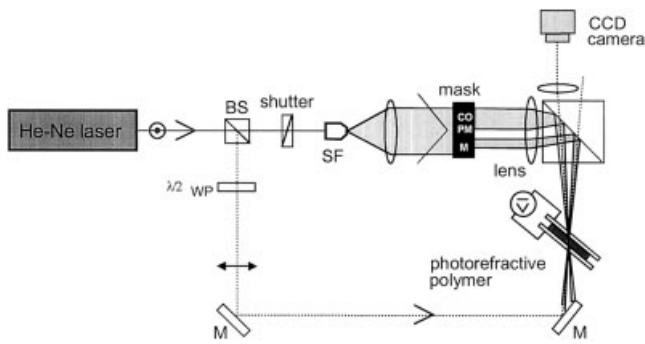 CCD
camera
mask
shutter
BS
He-Ne laser
CO
PM
M
SF
lens
λ/2 WP
V
photorefractive
polymer
M
M